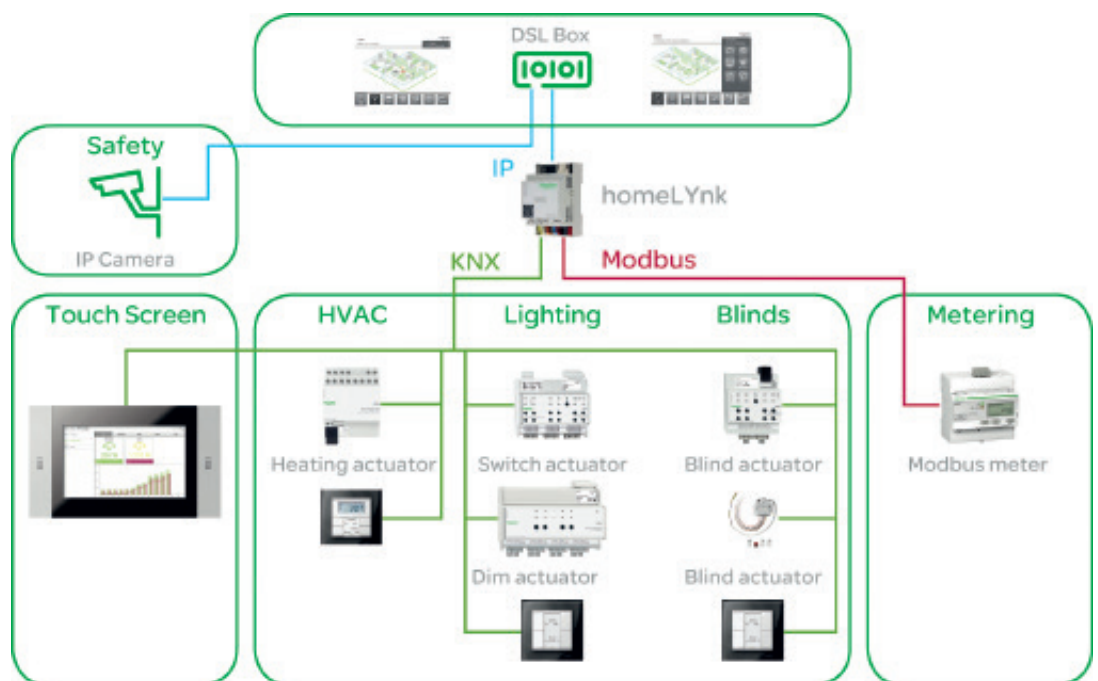 DSL Box
IOIOI
Safety
IP
homeLYnk
IP Camera
KNX
Modbus
Touch Screen
HVAC
Lighting
Blinds
Metering
Heating actuator
Switch actuator
Blind actuator
Modbus meter
Dim actuator
Blind actuator